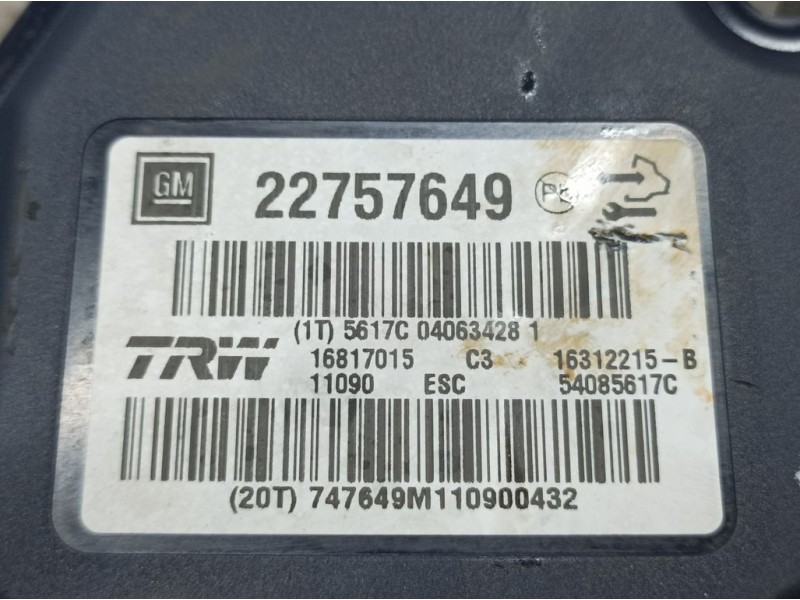 GM 22757649
(1T) 5617C 04063428 1
TRW 16817015 C3 16312215-B
11090 ESC 54085617C
(20T) 747649M110900432